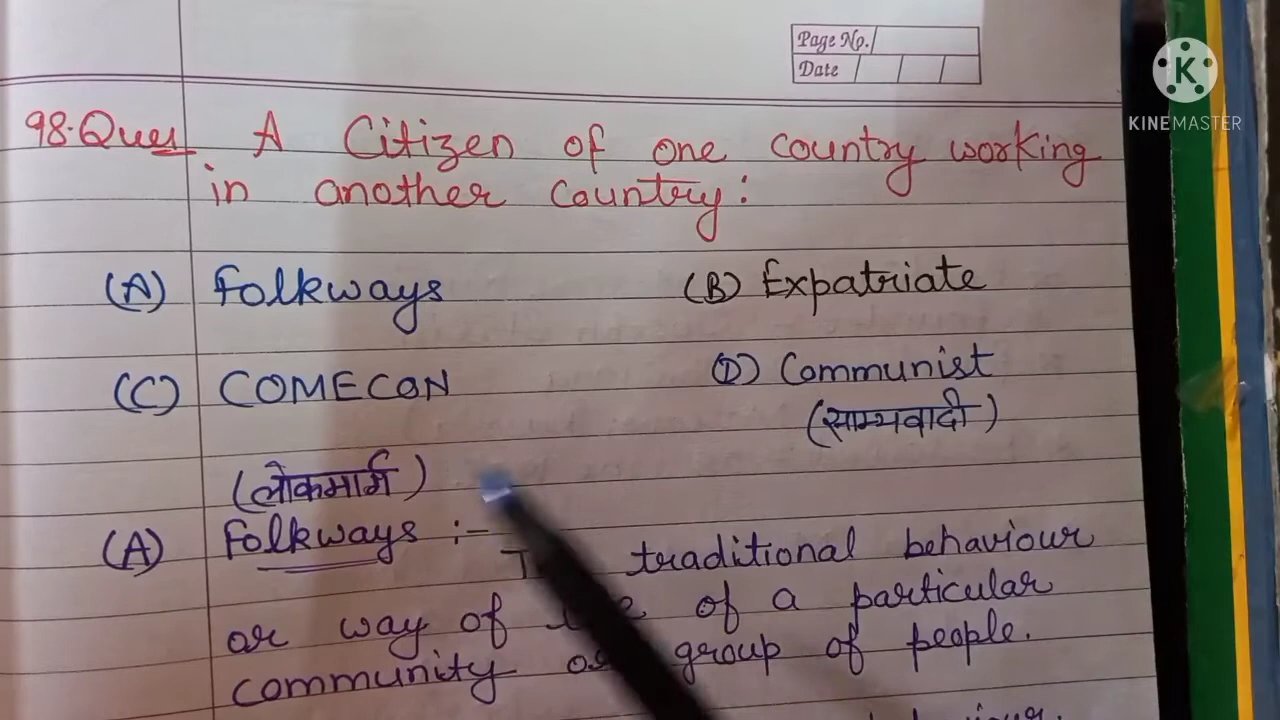 Page No.
Date
KINEMASTER
98. Ques. A Citizen of one country working
in another country:
(A) Folkways (B) Expatriate
(C) COMECON (D) Communist
(साम्यवादी)
(लोकमार्ग)
(A) Folkways :-
traditional behaviour
or way of of a particular
community group of people.